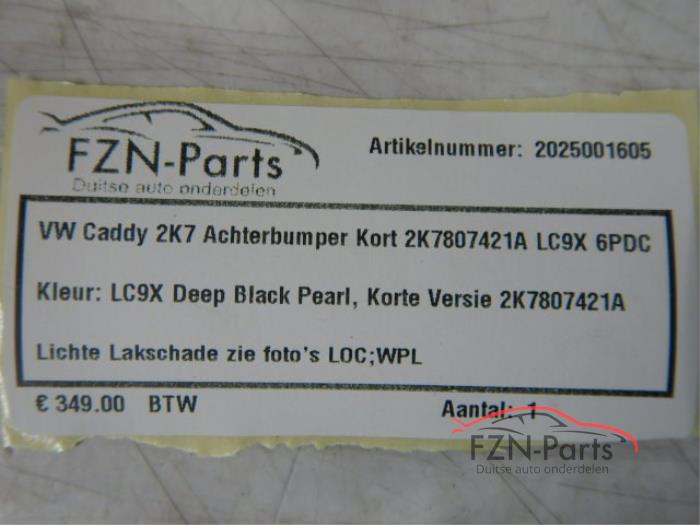 FZN-Parts
Duitse auto onderdelen
Artikelnummer: 2025001605
VW Caddy 2K7 Achterbumper Kort 2K7807421A LC9X 6PDC
Kleur: LC9X Deep Black Pearl, Korte Versie 2K7807421A
Lichte Lakschade zie foto's LOC;WPL
€ 349.00 BTW
Aantal: 1
FZN-Parts
Duitse auto onderdelen